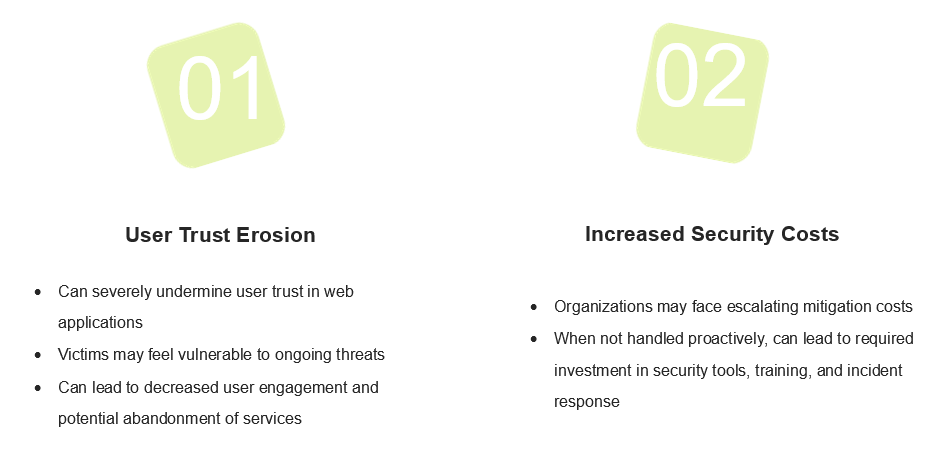 01
User Trust Erosion
• Can severely undermine user trust in web
applications
• Victims may feel vulnerable to ongoing threats
• Can lead to decreased user engagement and
potential abandonment of services
02
Increased Security Costs
• Organizations may face escalating mitigation costs
• When not handled proactively, can lead to required
investment in security tools, training, and incident
response